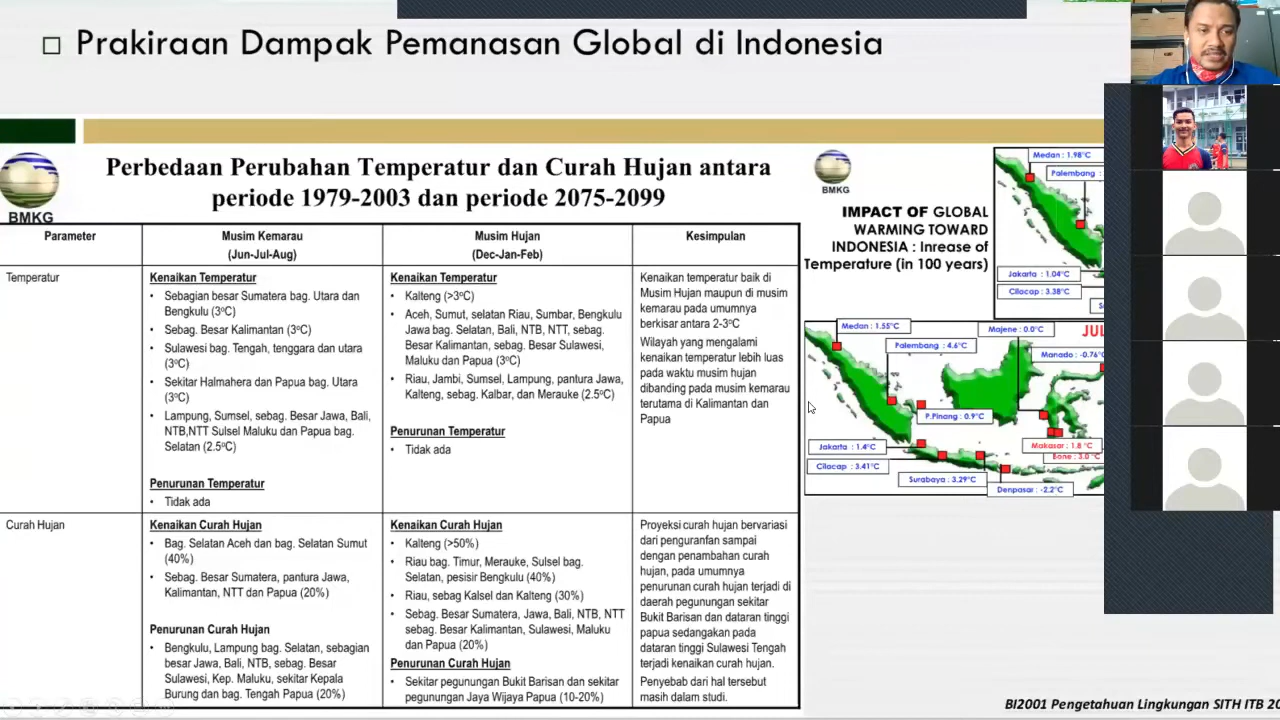 Prakiraan Dampak Pemanasan Global di Indonesia
BMKG
Perbedaan Perubahan Temperatur dan Curah Hujan antara
periode 1979-2003 dan periode 2075-2099
Parameter
Musim Kemarau
(Jun-Jul-Aug)
Musim Hujan
(Dec-Jan-Feb)
Kesimpulan
Temperatur
Kenaikan Temperatur
• Sebagian besar Sumatera bag. Utara dan
Bengkulu (3⁰C)
• Sebag. Besar Kalimantan (3⁰C)
• Sulawesi bag. Tengah, tenggara dan utara
(3⁰C)
• Sekitar Halmahera dan Papua bag. Utara
(3⁰C)
• Lampung, Sumsel, sebag. Besar Jawa, Bali,
NTB,NTT Sulsel Maluku dan Papua bag.
Selatan (2.5⁰C)
Penurunan Temperatur
• Tidak ada
Kenaikan Temperatur
• Kalteng (>3⁰C)
• Aceh, Sumut, selatan Riau, Sumbar, Bengkulu
Jawa bag. Selatan, Bali, NTB, NTT, sebag.
Besar Kalimantan, sebag. Besar Sulawesi,
Maluku dan Papua (3⁰C)
• Riau, Jambi, Sumsel, Lampung, pantura Jawa,
Kalteng, sebag. Kalbar, dan Merauke (2.5⁰C)
Penurunan Temperatur
• Tidak ada
Kenaikan temperatur baik di
Musim Hujan maupun di musim
kemarau pada umumnya
berkisar antara 2-3⁰C
Wilayah yang mengalami
kenaikan temperatur lebih luas
pada waktu musim hujan
dibanding pada musim kemarau
terutama di Kalimantan dan
Papua
Curah Hujan
Kenaikan Curah Hujan
• Bag. Selatan Aceh dan bag. Selatan Sumut
(40%)
• Sebag. Besar Sumatera, pantura Jawa,
Kalimantan, NTT dan Papua (20%)
Penurunan Curah Hujan
• Bengkulu, Lampung bag. Selatan, sebagian
besar Jawa, Bali, NTB, sebag. Besar
Sulawesi, Kep. Maluku, sekitar Kepala
Burung dan bag. Tengah Papua (20%)
Kenaikan Curah Hujan
• Kalteng (>50%)
• Riau bag. Timur, Merauke, Sulsel bag.
Selatan, pesisir Bengkulu (40%)
• Riau, sebag Kalsel dan Kalteng (30%)
• Sebag. Besar Sumatera, Jawa, Bali, NTB, NTT
sebag. Besar Kalimantan, Sulawesi, Maluku
dan Papua (20%)
Penurunan Curah Hujan
• Sekitar pegunungan Bukit Barisan dan sekitar
pegunungan Jaya Wijaya Papua (10-20%)
Proyeksi curah hujan bervariasi
dari penguranfan sampai
dengan penambahan curah
hujan, pada umumnya
penurunan curah hujan terjadi di
daerah pegunungan sekitar
Bukit Barisan dan dataran tinggi
papua sedangakan pada
dataran tinggi Sulawesi Tengah
terjadi kenaikan curah hujan.
Penyebab dari hal tersebut
masih dalam studi.
BMKG
IMPACT OF GLOBAL
WARMING TOWARD
INDONESIA : Inrease of
Temperature (in 100 years)
Medan : 1.98°C
Palembang :
Jakarta : 1.04°C
Cilacap : 3.38°C
Medan : 1.55°C
Majene : 0.0°C
JUL
Palembang : 4.6°C
Manado : -0.76°
P.Pinang : 0.9°C
Jakarta : 1.4°C
Makasar : 1.8 °C
Bone : 3.0 °C
Cilacap : 3.41°C
Surabaya : 3.29°C
Denpasar : -2.2°C
BI2001 Pengetahuan Lingkungan SITH ITB 20